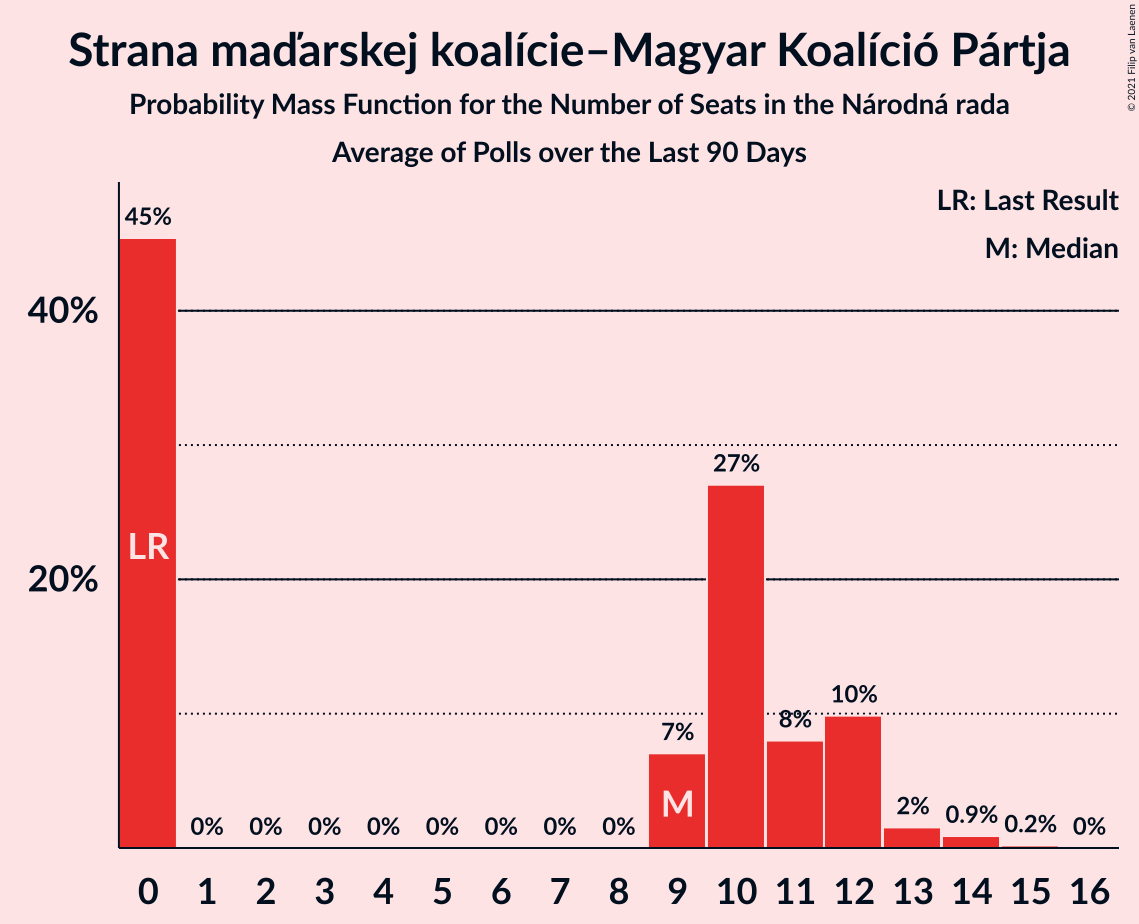 Strana maďarskej koalície–Magyar Koalíció Pártja
Probability Mass Function for the Number of Seats in the Národná rada
Average of Polls over the Last 90 Days
© 2021 Filip van Laenen
LR: Last Result
M: Median
45%
40%
27%
LR
20%
10%
8%
7%
M
0% 0% 0% 0% 0% 0% 0% 0% 2% 0.9% 0.2% 0%
0 1 2 3 4 5 6 7 8 9 10 11 12 13 14 15 16